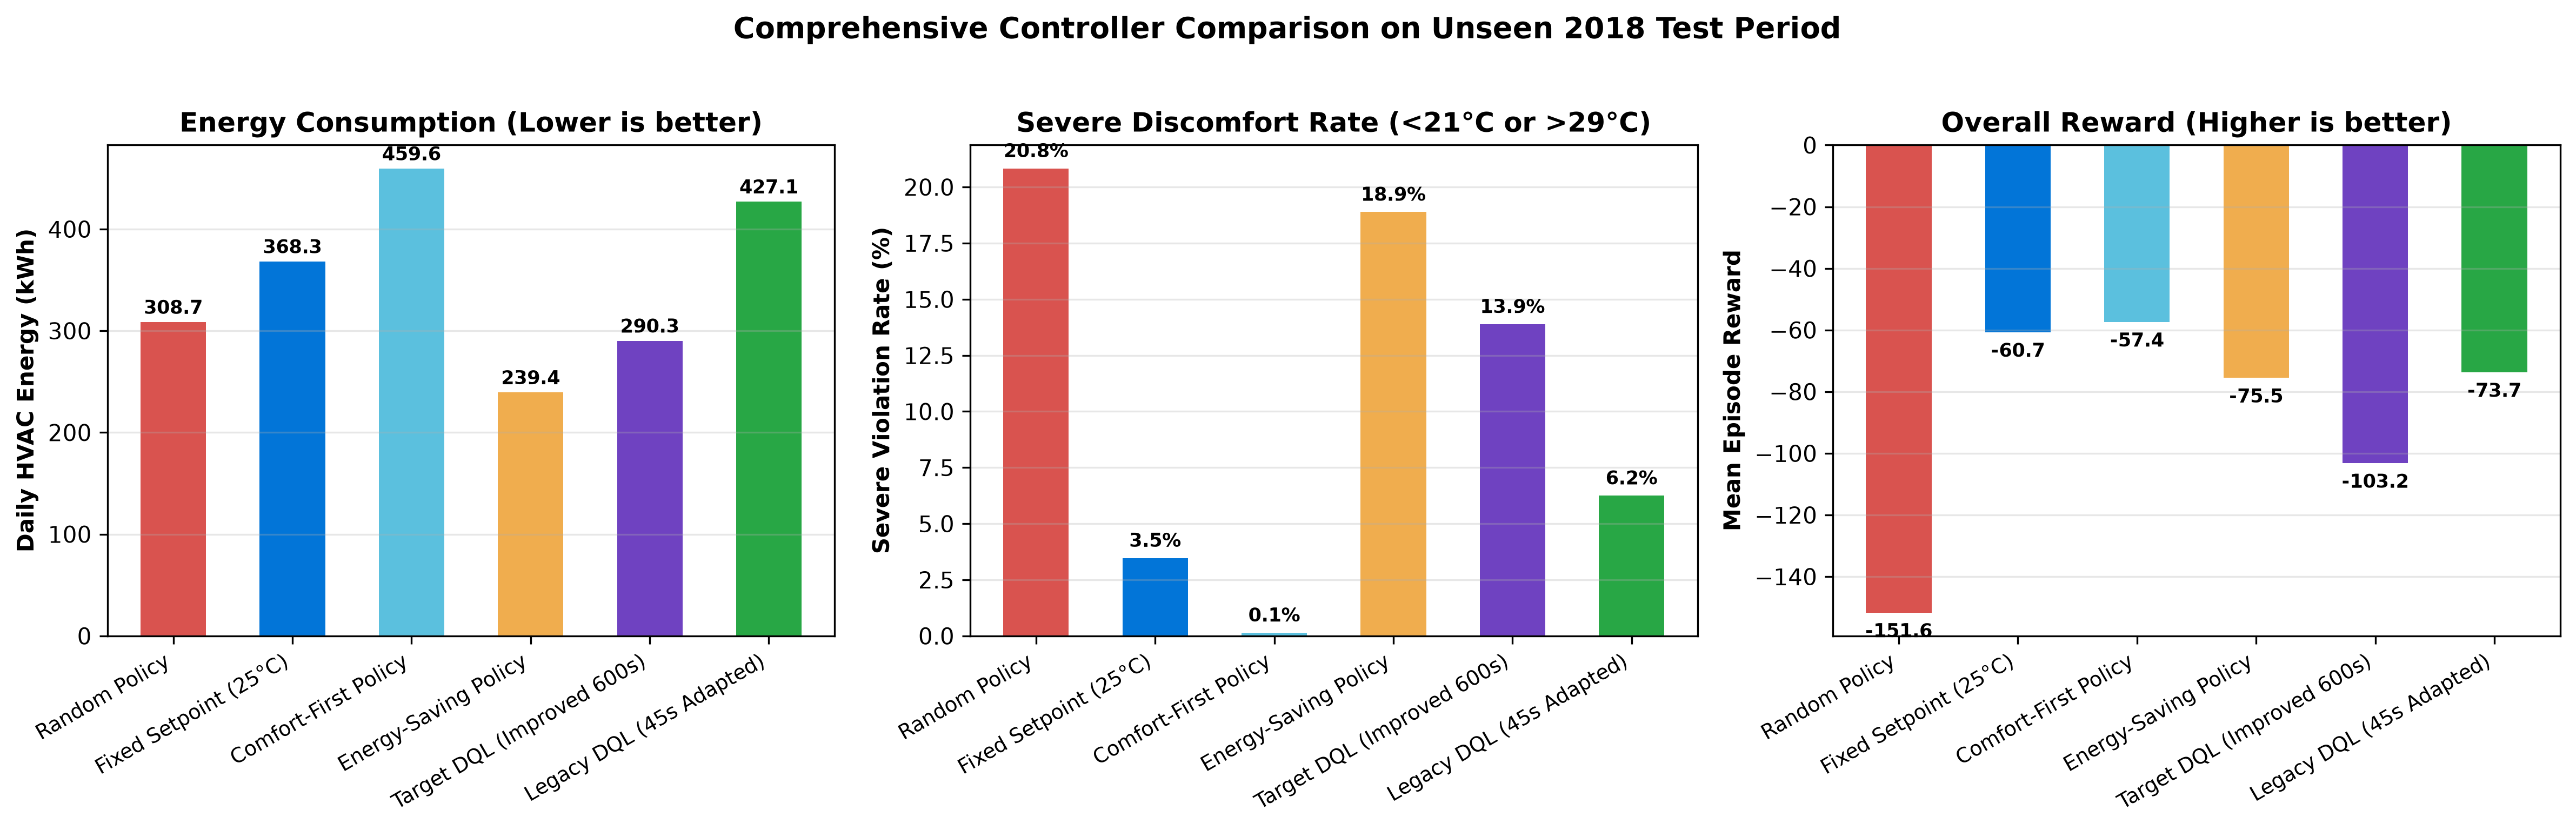 Comprehensive Controller Comparison on Unseen 2018 Test Period
Energy Consumption (Lower is better)
Daily HVAC Energy (kWh)
400
300
200
100
0
308.7
368.3
459.6
239.4
290.3
427.1
Random Policy
Fixed Setpoint (25°C)
Comfort-First Policy
Energy-Saving Policy
Target DQL (Improved 600s)
Legacy DQL (45s Adapted)
Severe Discomfort Rate (<21°C or >29°C)
Severe Violation Rate (%)
20.0
17.5
15.0
12.5
10.0
7.5
5.0
2.5
0.0
20.8%
3.5%
0.1%
18.9%
13.9%
6.2%
Random Policy
Fixed Setpoint (25°C)
Comfort-First Policy
Energy-Saving Policy
Target DQL (Improved 600s)
Legacy DQL (45s Adapted)
Overall Reward (Higher is better)
Mean Episode Reward
0
−20
−40
−60
−80
−100
−120
−140
-151.6
-60.7
-57.4
-75.5
-103.2
-73.7
Random Policy
Fixed Setpoint (25°C)
Comfort-First Policy
Energy-Saving Policy
Target DQL (Improved 600s)
Legacy DQL (45s Adapted)